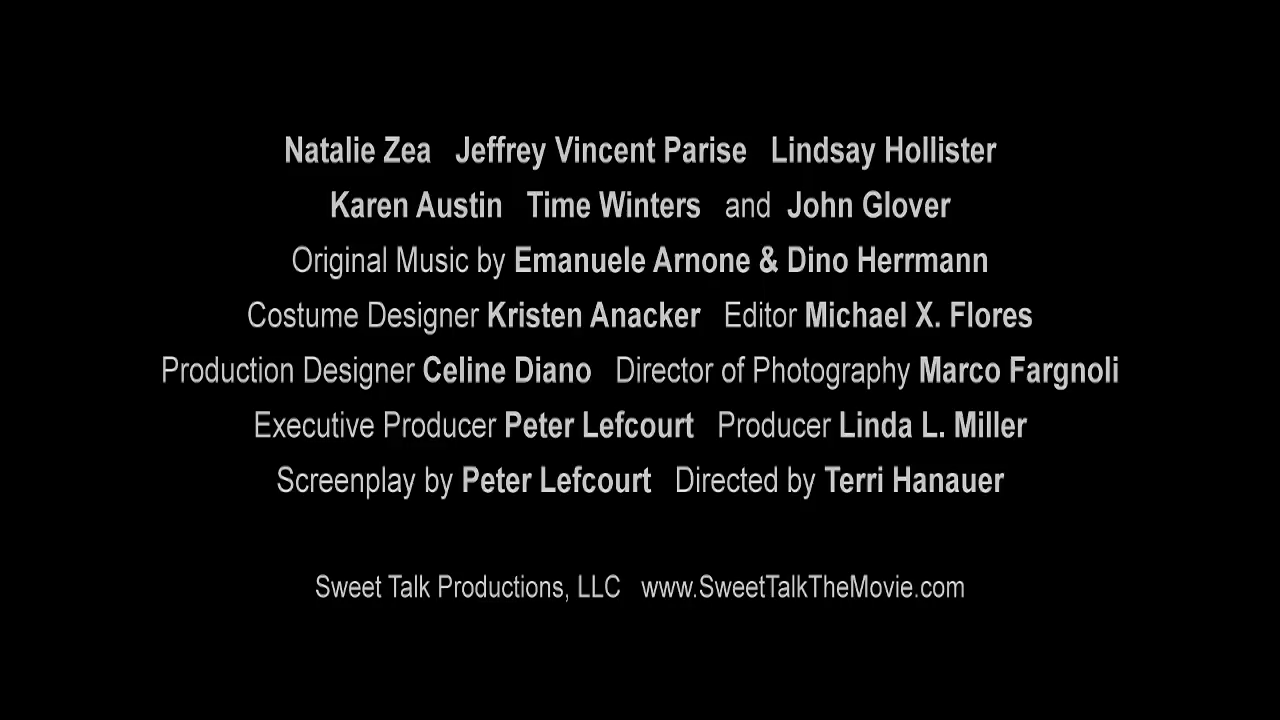 Natalie Zea Jeffrey Vincent Parise Lindsay Hollister
Karen Austin Time Winters and John Glover
Original Music by Emanuele Arnone & Dino Herrmann
Costume Designer Kristen Anacker Editor Michael X. Flores
Production Designer Celine Diano Director of Photography Marco Fargnoli
Executive Producer Peter Lefcourt Producer Linda L. Miller
Screenplay by Peter Lefcourt Directed by Terri Hanauer
Sweet Talk Productions, LLC www.SweetTalkTheMovie.com